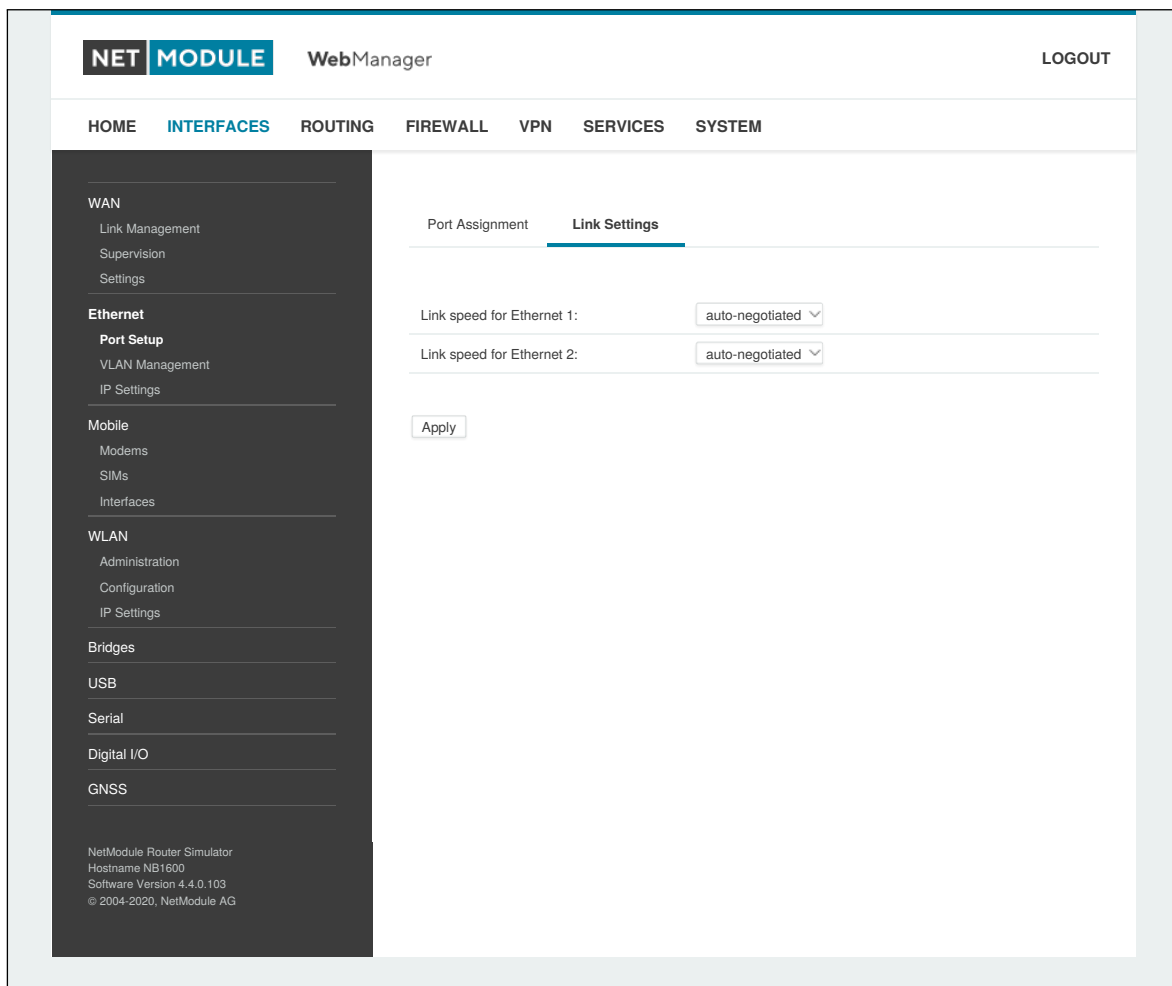 NET MODULE WebManager LOGOUT
HOME INTERFACES ROUTING FIREWALL VPN SERVICES SYSTEM
WAN
Link Management
Supervision
Settings
Ethernet
Port Setup
VLAN Management
IP Settings
Mobile
Modems
SIMs
Interfaces
WLAN
Administration
Configuration
IP Settings
Bridges
USB
Serial
Digital I/O
GNSS
NetModule Router Simulator
Hostname NB1600
Software Version 4.4.0.103
© 2004-2020, NetModule AG
Port Assignment Link Settings
Link speed for Ethernet 1: auto-negotiated
Link speed for Ethernet 2: auto-negotiated
Apply